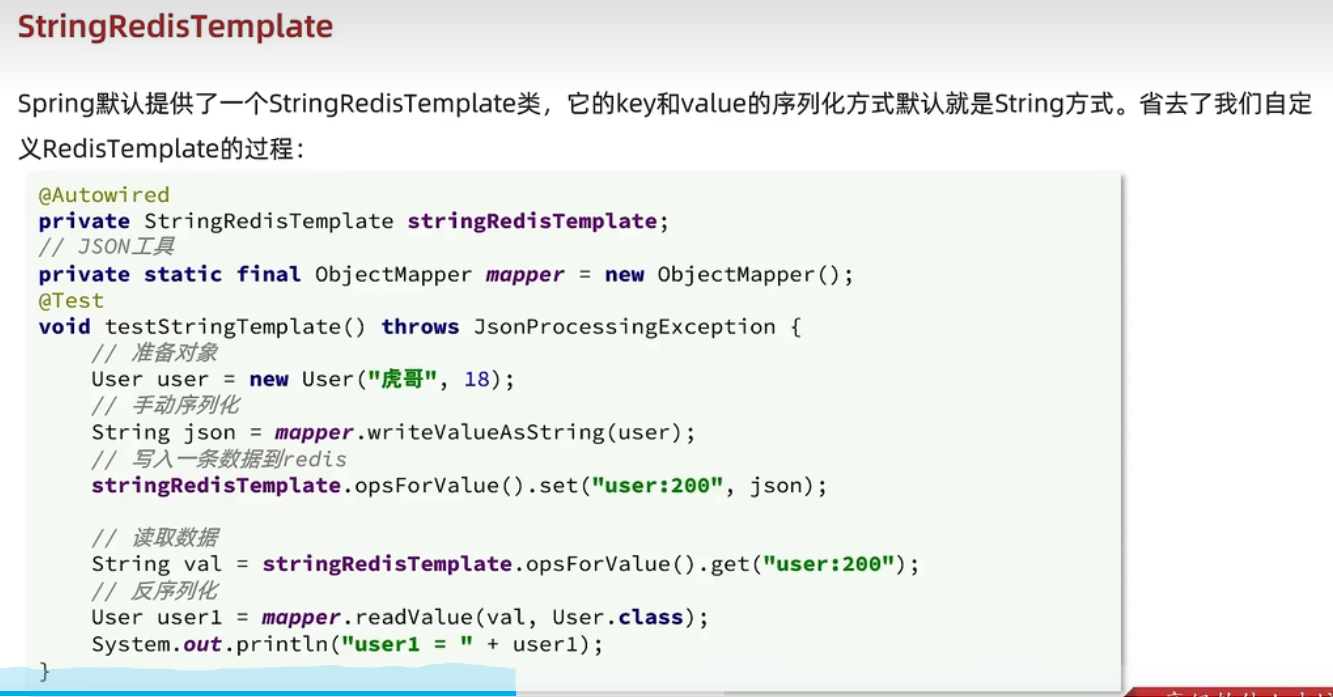 StringRedisTemplate
Spring默认提供了一个StringRedisTemplate类，它的key和value的序列化方式默认就是String方式。省去了我们自定
义RedisTemplate的过程：
@Autowired
private StringRedisTemplate stringRedisTemplate;
// JSON工具
private static final ObjectMapper mapper = new ObjectMapper();
@Test
void testStringTemplate() throws JsonProcessingException {
    // 准备对象
    User user = new User("虎哥", 18);
    // 手动序列化
    String json = mapper.writeValueAsString(user);
    // 写入一条数据到redis
    stringRedisTemplate.opsForValue().set("user:200", json);

    // 读取数据
    String val = stringRedisTemplate.opsForValue().get("user:200");
    // 反序列化
    User user1 = mapper.readValue(val, User.class);
    System.out.println("user1 = " + user1);
}